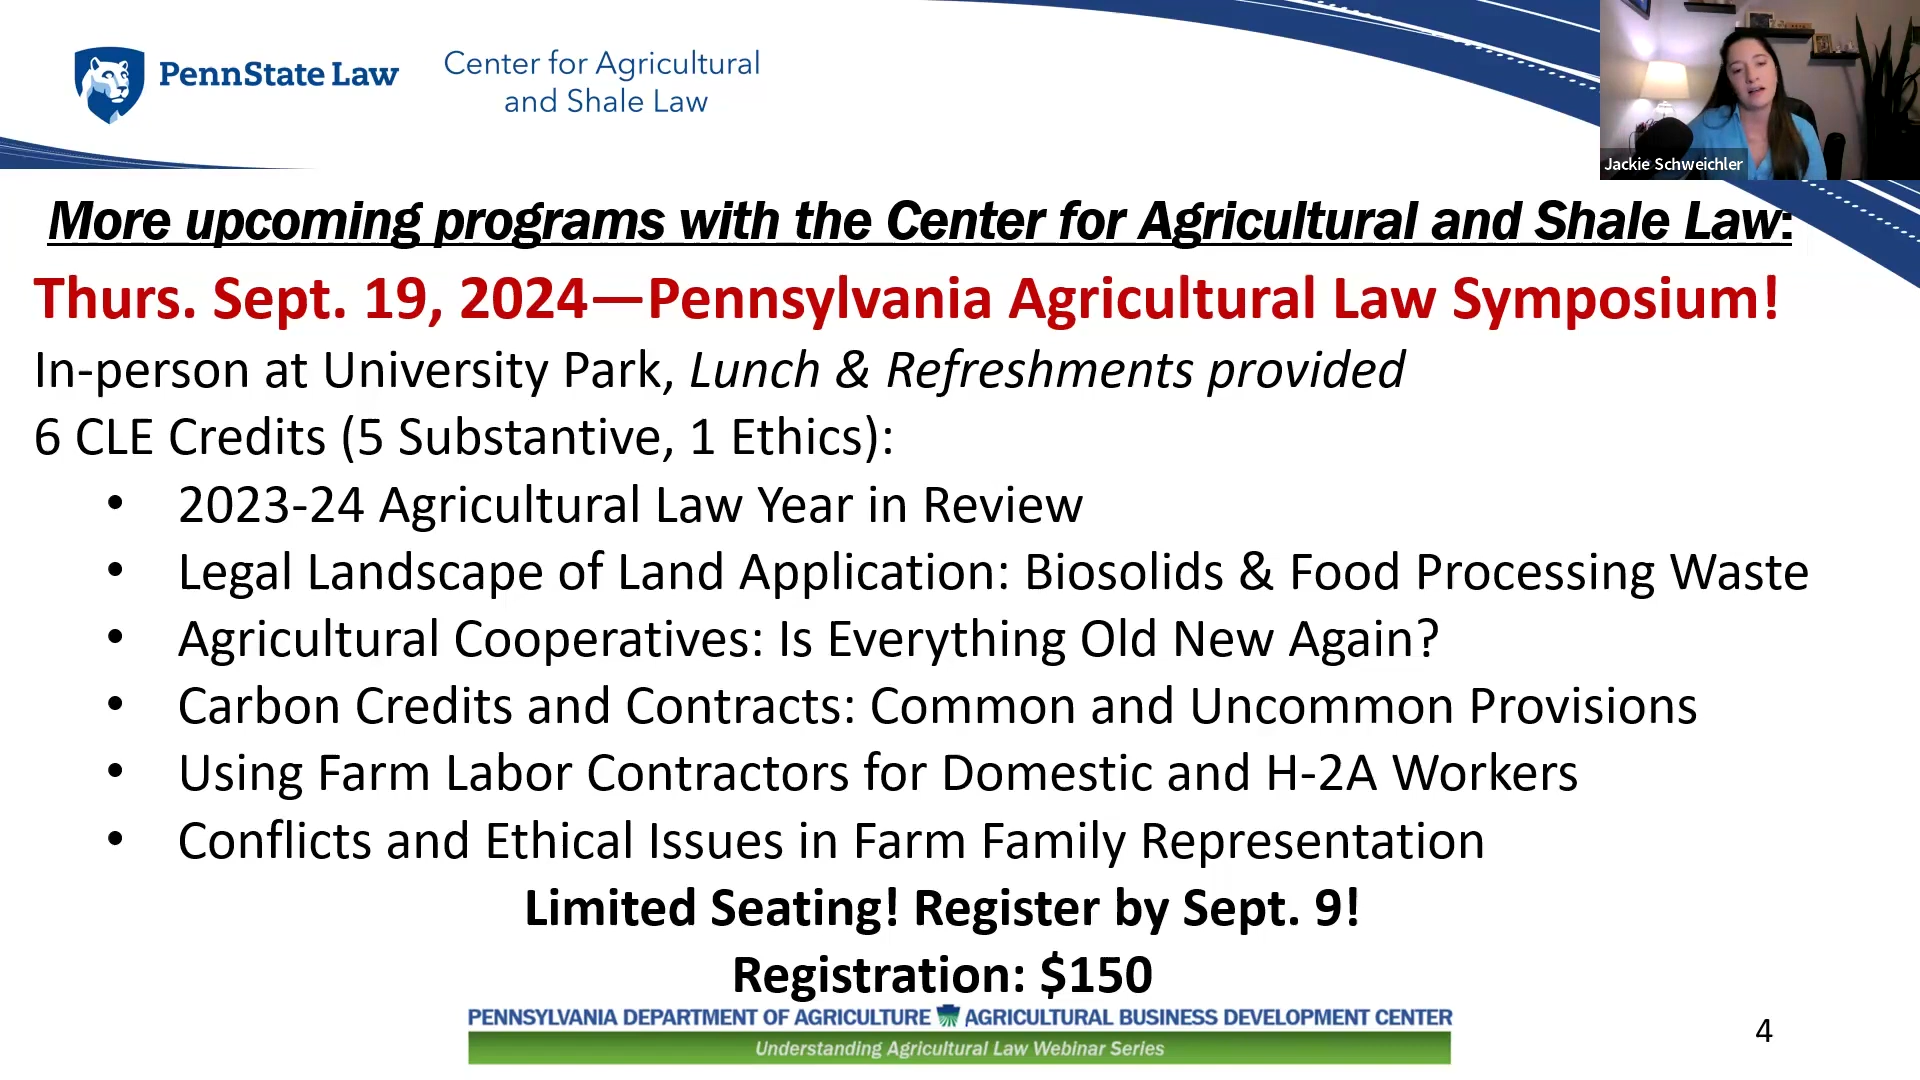 PennState Law
Center for Agricultural
and Shale Law
Jackie Schweichler
More upcoming programs with the Center for Agricultural and Shale Law:
Thurs. Sept. 19, 2024—Pennsylvania Agricultural Law Symposium!
In-person at University Park, Lunch & Refreshments provided
6 CLE Credits (5 Substantive, 1 Ethics):
• 2023-24 Agricultural Law Year in Review
• Legal Landscape of Land Application: Biosolids & Food Processing Waste
• Agricultural Cooperatives: Is Everything Old New Again?
• Carbon Credits and Contracts: Common and Uncommon Provisions
• Using Farm Labor Contractors for Domestic and H-2A Workers
• Conflicts and Ethical Issues in Farm Family Representation
Limited Seating! Register by Sept. 9!
Registration: $150
PENNSYLVANIA DEPARTMENT OF AGRICULTURE AGRICULTURAL BUSINESS DEVELOPMENT CENTER
Understanding Agricultural Law Webinar Series
4